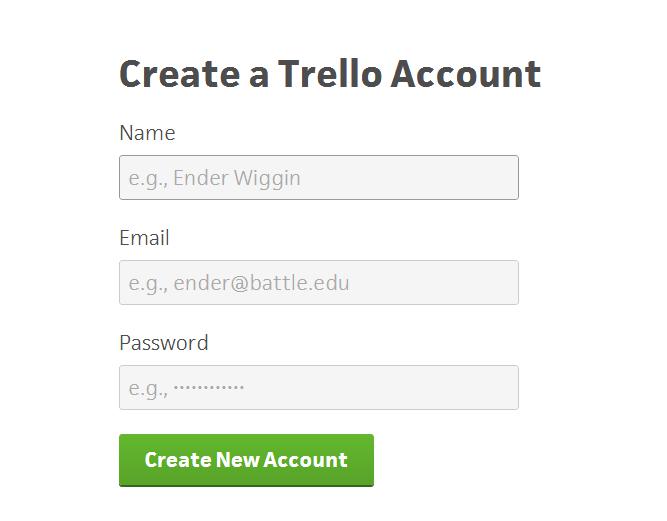 Create a Trello Account
Name
e.g., Ender Wiggin
Email
e.g., ender@battle.edu
Password
e.g., ••••••••••••
Create New Account